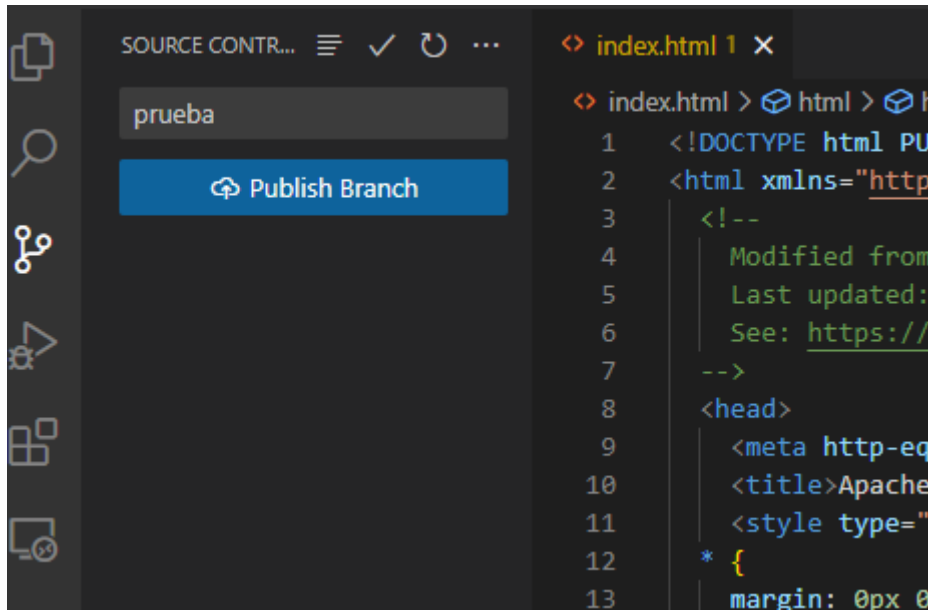 SOURCE CONTR...
prueba
Publish Branch
index.html 1
index.html > html >
1 <!DOCTYPE html PU
2 <html xmlns="http
3 <!--
4 Modified from
5 Last updated:
6 See: https://
7 -->
8 <head>
9 <meta http-eq
10 <title>Apache
11 <style type="
12 * {
13 margin: 0px 0